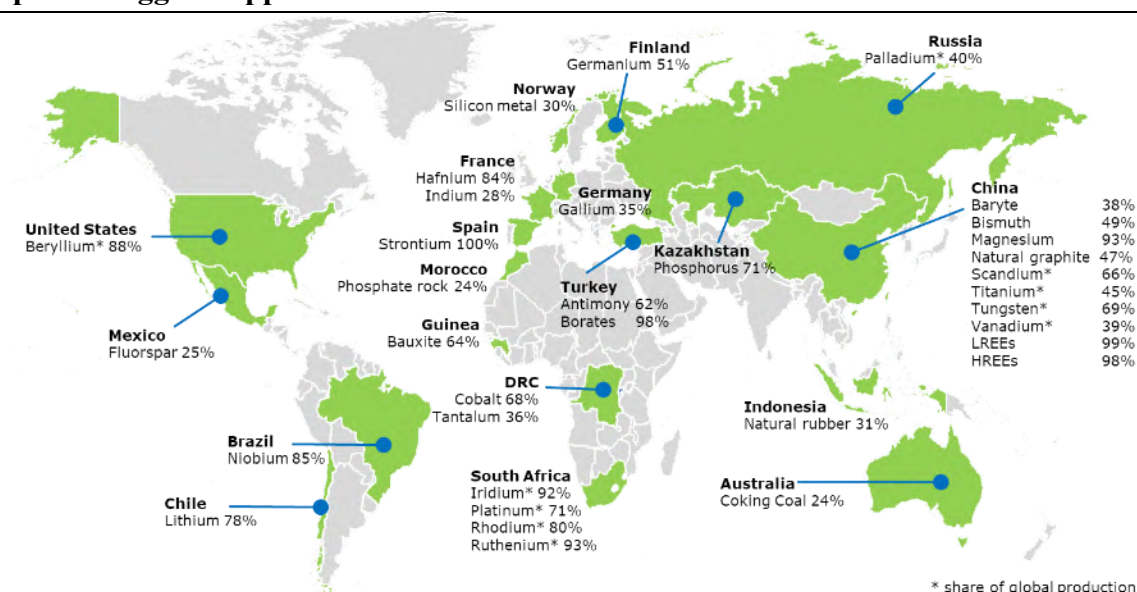 Finland
Germanium 51%
Russia
Palladium* 40%
Norway
Silicon metal 30%
France
Hafnium 84%
Indium 28%
Germany
Gallium 35%
Spain
Strontium 100%
United States
Beryllium* 88%
Morocco
Phosphate rock 24%
Kazakhstan
Phosphorus 71%
Turkey
Antimony 62%
Borates 98%
China
Baryte 38%
Bismuth 49%
Magnesium 93%
Natural graphite 47%
Scandium* 66%
Titanium* 45%
Tungsten* 69%
Vanadium* 39%
LREEs 99%
HREEs 98%
Mexico
Fluorspar 25%
Guinea
Bauxite 64%
DRC
Cobalt 68%
Tantalum 36%
Indonesia
Natural rubber 31%
Brazil
Niobium 85%
Chile
Lithium 78%
South Africa
Iridium* 92%
Platinum* 71%
Rhodium* 80%
Ruthenium* 93%
Australia
Coking Coal 24%
* share of global production